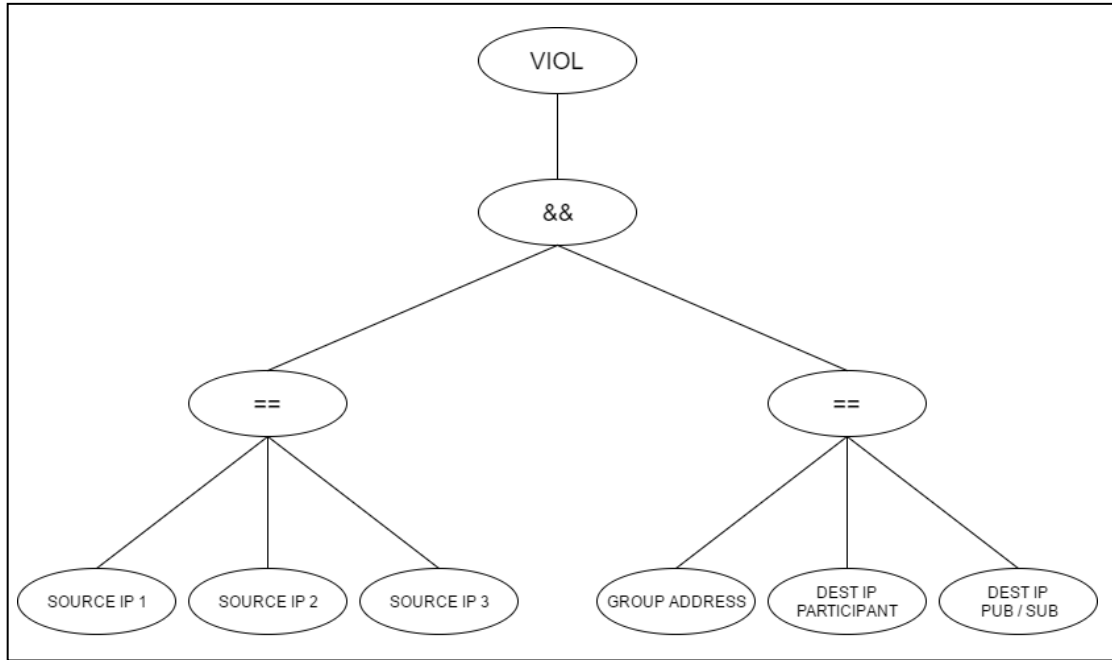 VIOL
&&
==
==
SOURCE IP 1
SOURCE IP 2
SOURCE IP 3
GROUP ADDRESS
DEST IP
PARTICIPANT
DEST IP
PUB / SUB